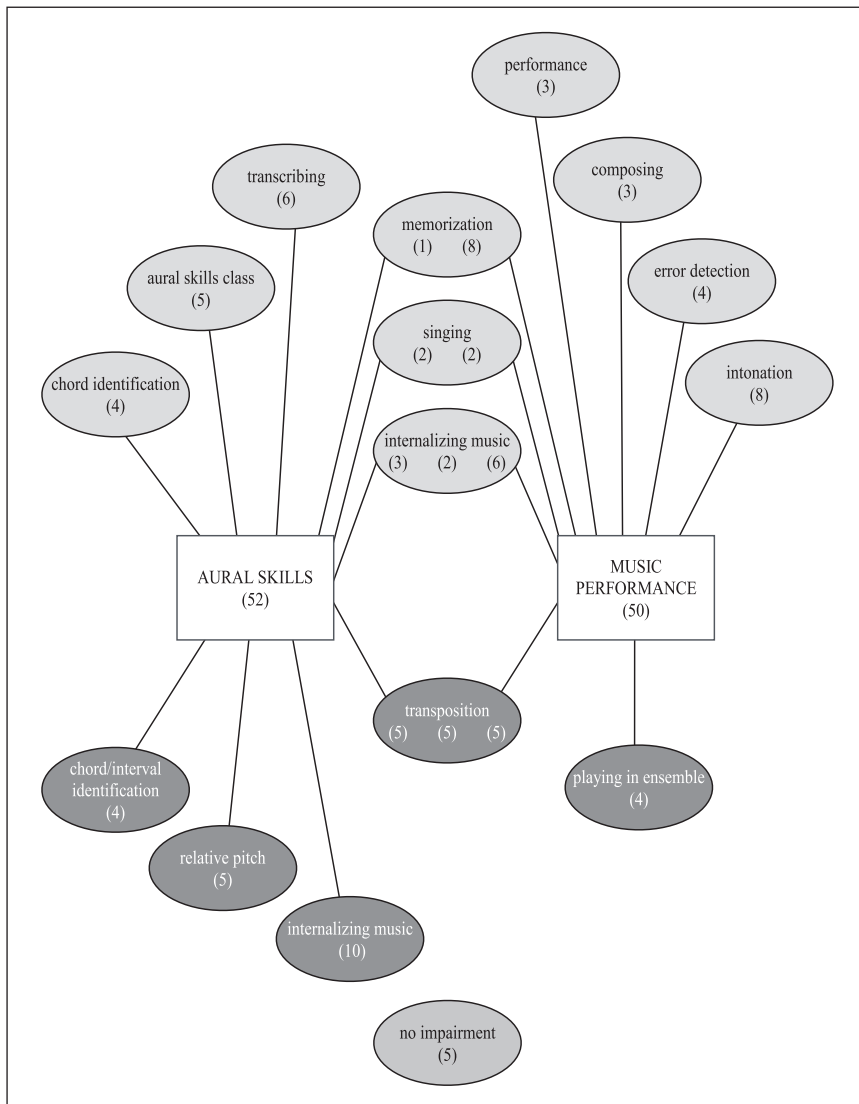 performance
(3)
transcribing
(6)
composing
(3)
memorization
(1) (8)
aural skills class
(5)
error detection
(4)
singing
(2) (2)
chord identification
(4)
intonation
(8)
internalizing music
(3) (2) (6)
AURAL SKILLS
(52)
MUSIC
PERFORMANCE
(50)
transposition
(5) (5) (5)
chord/interval
identification
(4)
playing in ensemble
(4)
relative pitch
(5)
internalizing music
(10)
no impairment
(5)